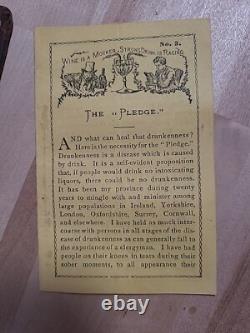 No. 3.
WINE IS A MOCKER, STRONG DRINK IS RAGING.
THE "PLEDGE."
AND what can heal that drunkenness?
Here is the necessity for the "Pledge."
Drunkenness is a disease which is caused
by drink. It is a self-evident proposition
that, if people would drink no intoxicating
liquors, there could be no drunkenness.
It has been my province during twenty
years to mingle with and minister among
large populations in Ireland, Yorkshire,
London, Oxfordshire, Surrey, Cornwall,
and elsewhere. I have held as much inter-
course with persons in all stages of the dis-
ease of drunkenness as can generally fall to
the experience of a clergyman. I have had
people on their knees in tears during their
sober moments, to all appearance their